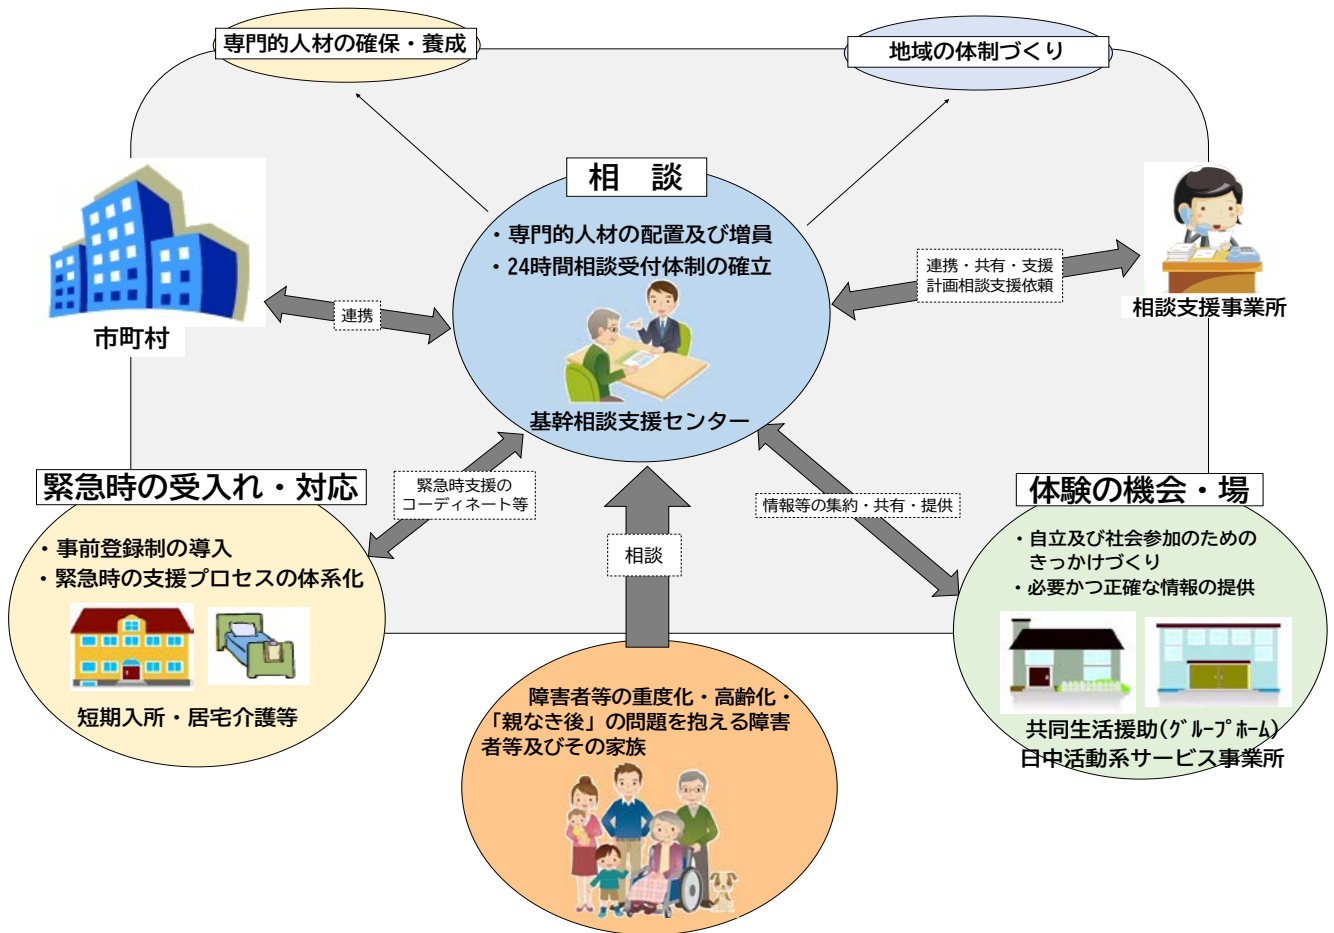 専門的人材の確保・養成
地域の体制づくり
相　談
・専門的人材の配置及び増員
・24時間相談受付体制の確立
基幹相談支援センター
市町村
連携
連携・共有・支援
計画相談支援依頼
相談支援事業所
緊急時の受入れ・対応
・事前登録制の導入
・緊急時の支援プロセスの体系化
短期入所・居宅介護等
緊急時支援の
コーディネート等
相談
情報等の集約・共有・提供
体験の機会・場
・自立及び社会参加のための
きっかけづくり
・必要かつ正確な情報の提供
共同生活援助(ｸﾞﾙｰﾌﾟﾎｰﾑ)
日中活動系サービス事業所
障害者等の重度化・高齢化・
「親なき後」の問題を抱える障害
者等及びその家族